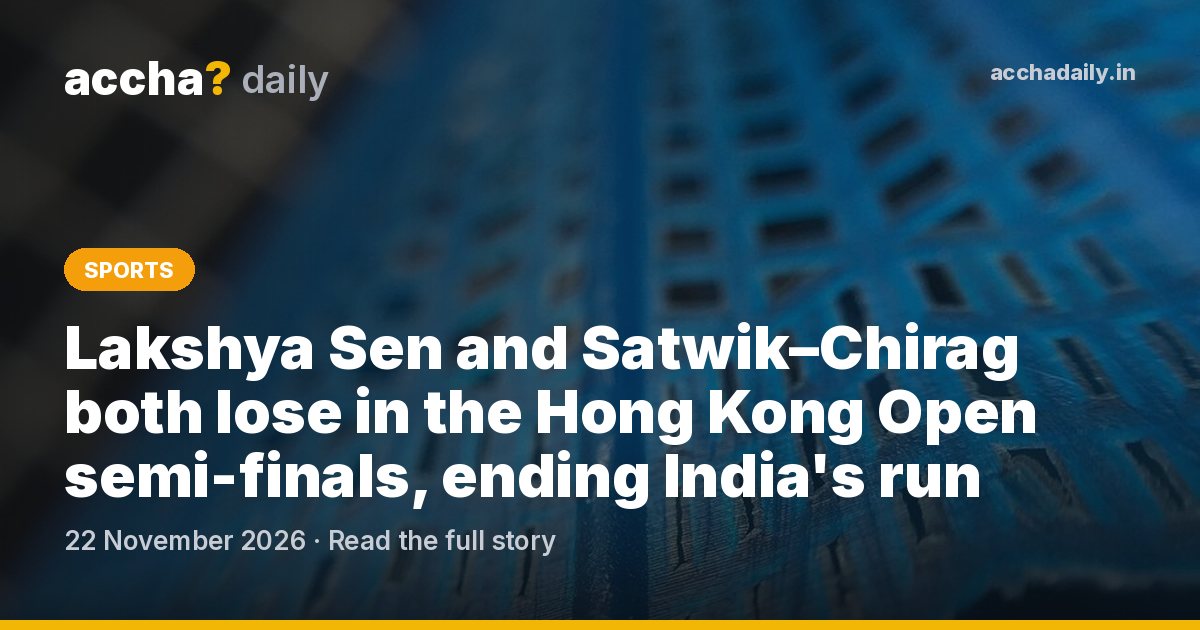 accha? daily
acchadaily.in
SPORTS
Lakshya Sen and Satwik–Chirag
both lose in the Hong Kong Open
semi-finals, ending India's run
22 November 2026 · Read the full story